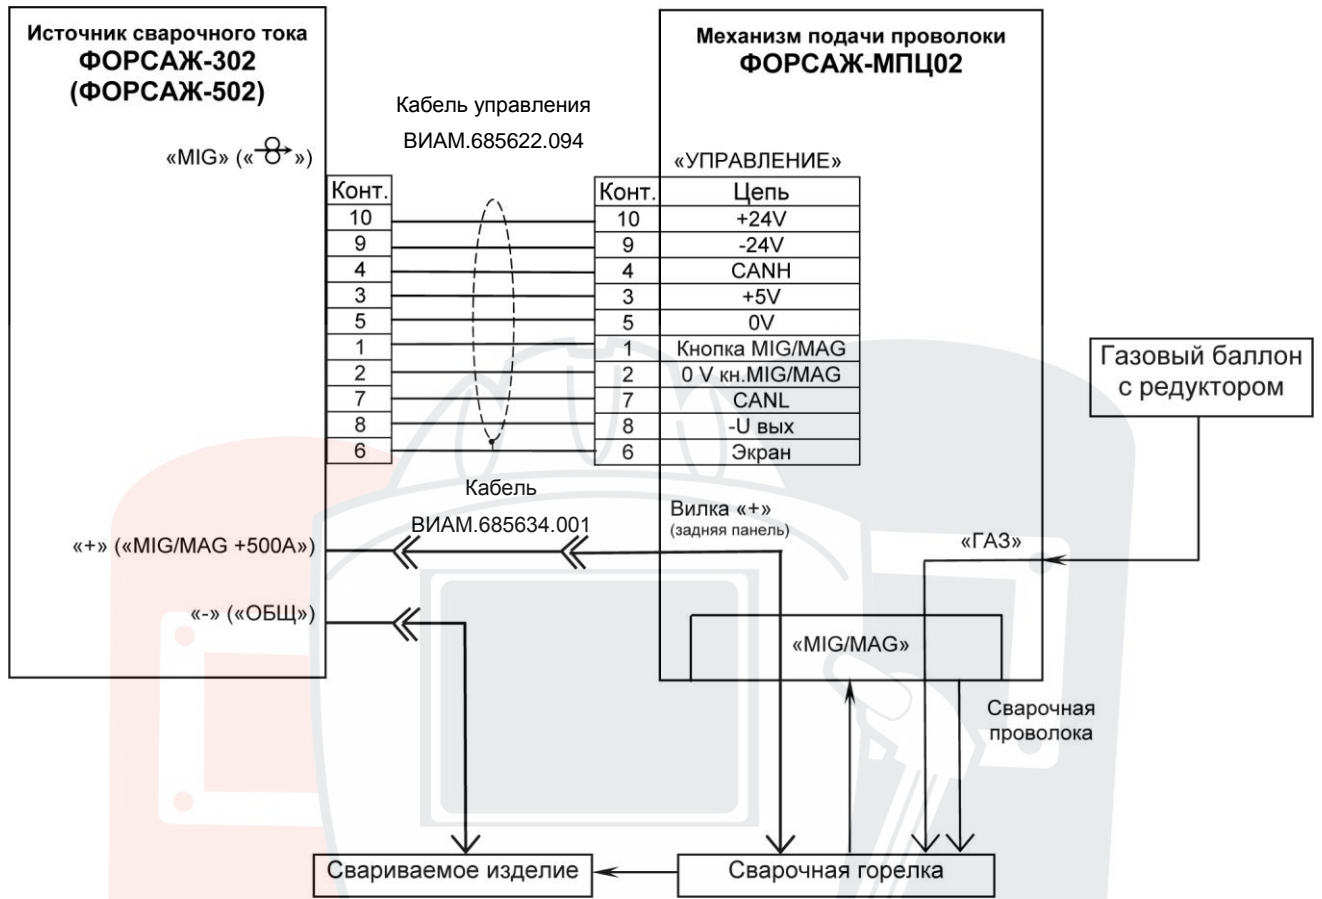 Источник сварочного тока
ФОРСАЖ-302
(ФОРСАЖ-502)
«MIG» (« »)
Механизм подачи проволоки
ФОРСАЖ-МПЦ02
Кабель управления
ВИАМ.685622.094
«УПРАВЛЕНИЕ»
Конт. Конт. Цепь
10 10 +24V
9 9 -24V
4 4 CANH
3 3 +5V
5 5 0V
1 1 Кнопка MIG/MAG
2 2 0 V кн.MIG/MAG
7 7 CANL
8 8 -U вых
6 6 Экран
Газовый баллон
с редуктором
Кабель
ВИАМ.685634.001
Вилка «+»
(задняя панель)
«+» («MIG/MAG +500А»)
«ГАЗ»
«-» («ОБЩ»)
«MIG/MAG»
Сварочная
проволока
Свариваемое изделие
Сварочная горелка